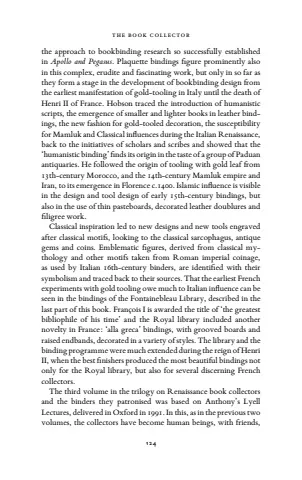 THE BOOK COLLECTOR
the approach to bookbinding research so successfully established
in Apollo and Pegasus. Plaquette bindings figure prominently also
in this complex, erudite and fascinating work, but only in so far as
they form a stage in the development of bookbinding design from
the earliest manifestation of gold-tooling in Italy until the death of
Henri II of France. Hobson traced the introduction of humanistic
scripts, the emergence of smaller and lighter books in leather bind-
ings, the new fashion for gold-tooled decoration, the susceptibility
for Mamluk and Classical influences during the Italian Renaissance,
back to the initiatives of scholars and scribes and showed that the
‘humanistic binding’ finds its origin in the taste of a group of Paduan
antiquaries. He followed the origin of tooling with gold leaf from
13th-century Morocco, and the 14th-century Mamluk empire and
Iran, to its emergence in Florence c.1400. Islamic influence is visible
in the design and tool design of early 15th-century bindings, but
also in the use of thin pasteboards, decorated leather doublures and
filigree work.
Classical inspiration led to new designs and new tools engraved
after classical motifs, looking to the classical sarcophagus, antique
gems and coins. Emblematic figures, derived from classical my-
thology and other motifs taken from Roman imperial coinage,
as used by Italian 16th-century binders, are identified with their
symbolism and traced back to their sources. That the earliest French
experiments with gold tooling owe much to Italian influence can be
seen in the bindings of the Fontainebleau Library, described in the
last part of this book. François I is awarded the title of ‘the greatest
bibliophile of his time’ and the Royal library included another
novelty in France: ‘alla greca’ bindings, with grooved boards and
raised endbands, decorated in a variety of styles. The library and the
binding programme were much extended during the reign of Henri
II, when the best finishers produced the most beautiful bindings not
only for the Royal library, but also for several discerning French
collectors.
The third volume in the trilogy on Renaissance book collectors
and the binders they patronised was based on Anthony’s Lyell
Lectures, delivered in Oxford in 1991. In this, as in the previous two
volumes, the collectors have become human beings, with friends,
124